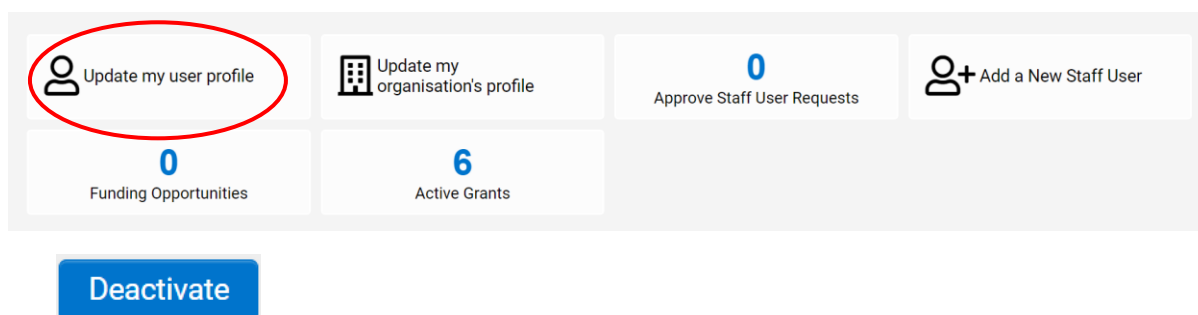 Update my user profile
Update my
organisation's profile
0
Approve Staff User Requests
Add a New Staff User
0
Funding Opportunities
6
Active Grants
Deactivate